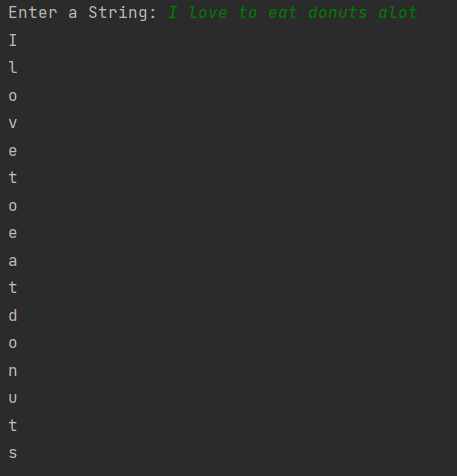 Enter a String: I love to eat donuts alot
I
l
o
v
e
t
o
e
a
t
d
o
n
u
t
s